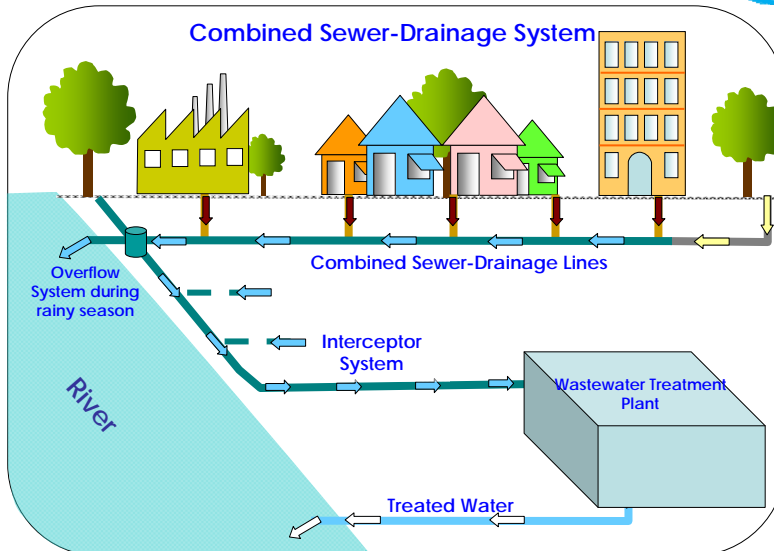 Combined Sewer-Drainage System
Combined Sewer-Drainage Lines
Overflow
System during
rainy season
Interceptor
System
River
Wastewater Treatment
Plant
Treated Water